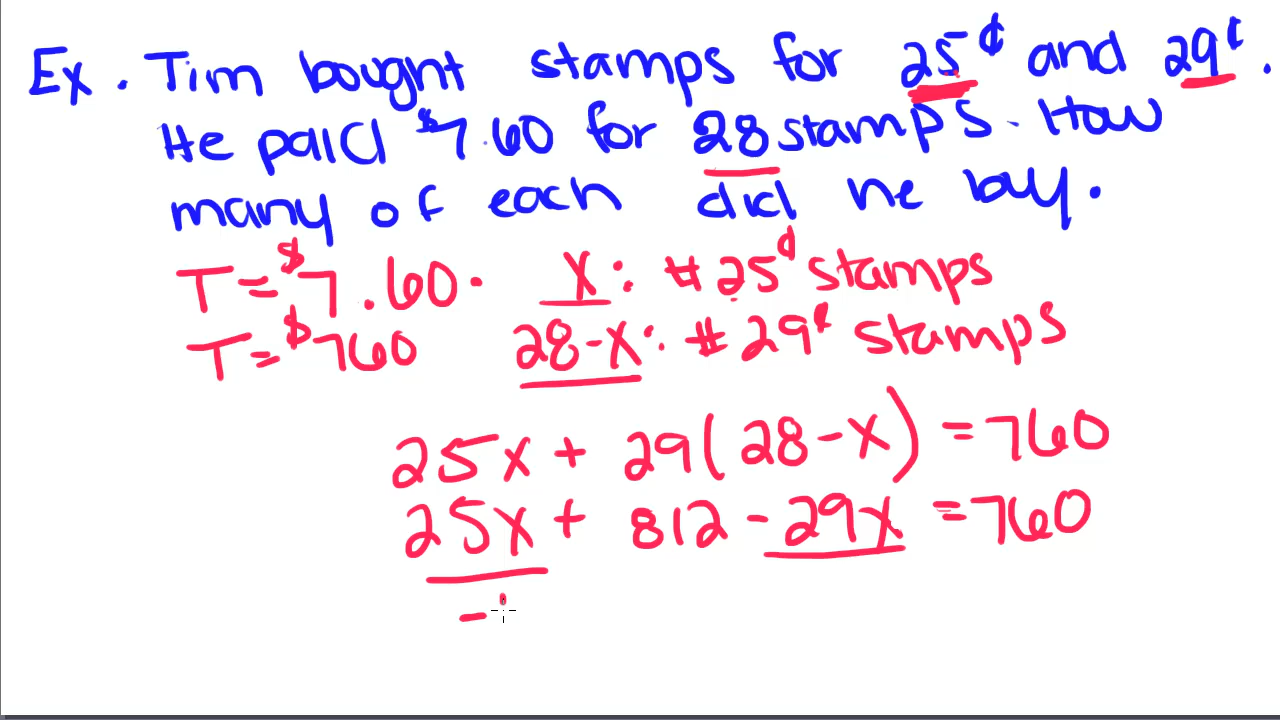 Ex. Tim bought stamps for 25¢ and 29¢.
He paid $7.60 for 28 stamps. How
many of each did he buy.
T = $7.60. x: # 25¢ stamps
T = $760 28-x: # 29¢ stamps
25x + 29(28-x) = 760
25x + 812 - 29x = 760
-